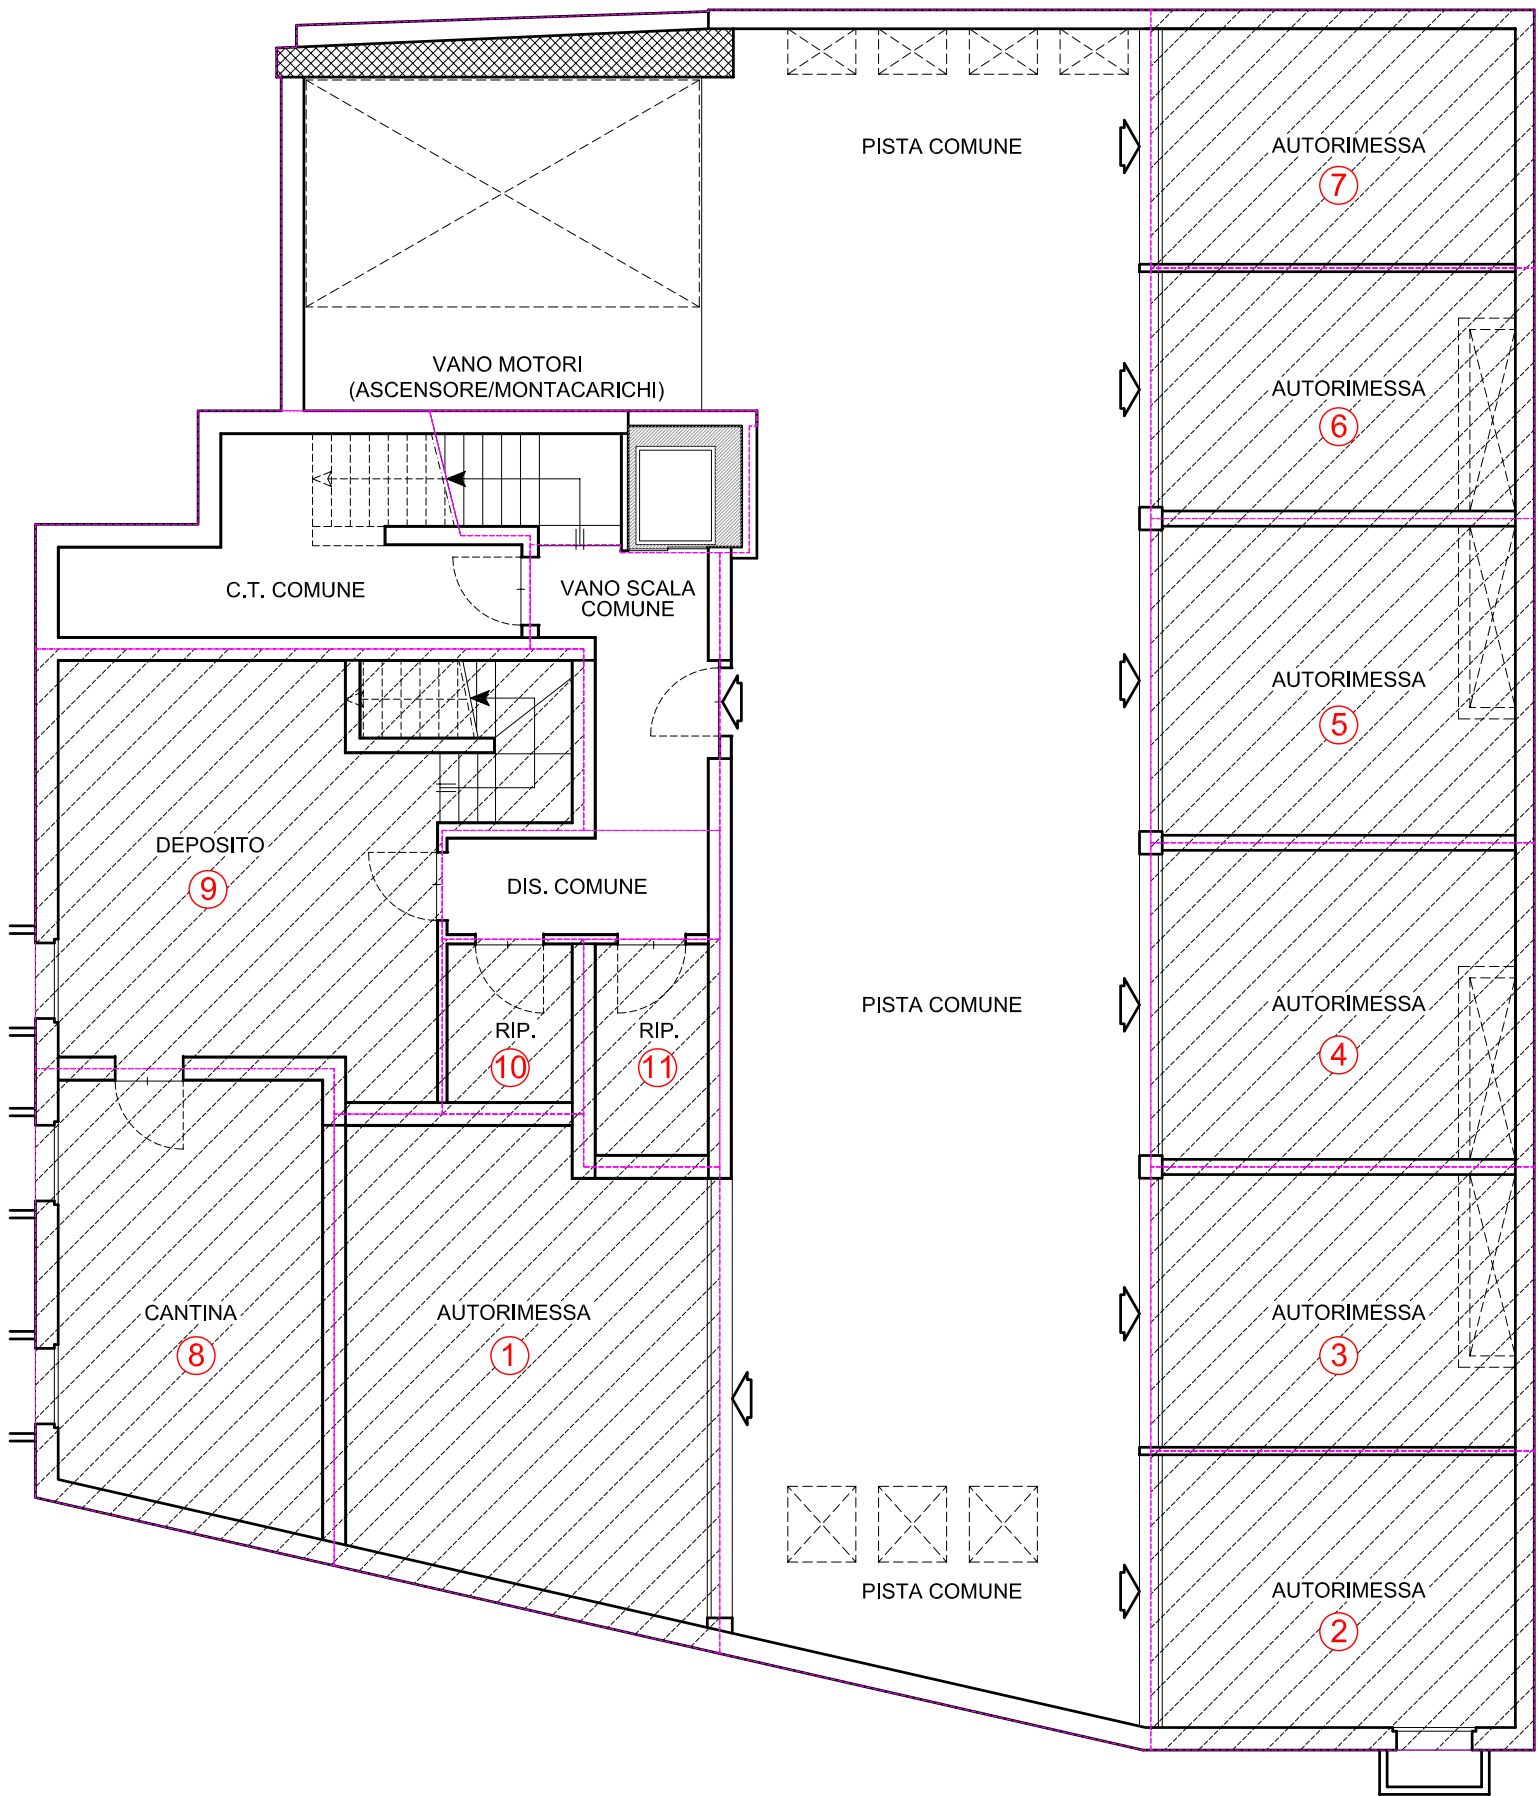 PISTA COMUNE
AUTORIMESSA
7
VANO MOTORI
(ASCENSORE/MONTACARICHI)
AUTORIMESSA
6
C.T. COMUNE
VANO SCALA
COMUNE
AUTORIMESSA
5
DEPOSITO
9
DIS. COMUNE
PISTA COMUNE
AUTORIMESSA
4
RIP.
10
RIP.
11
CANTINA
8
AUTORIMESSA
1
AUTORIMESSA
3
PISTA COMUNE
AUTORIMESSA
2